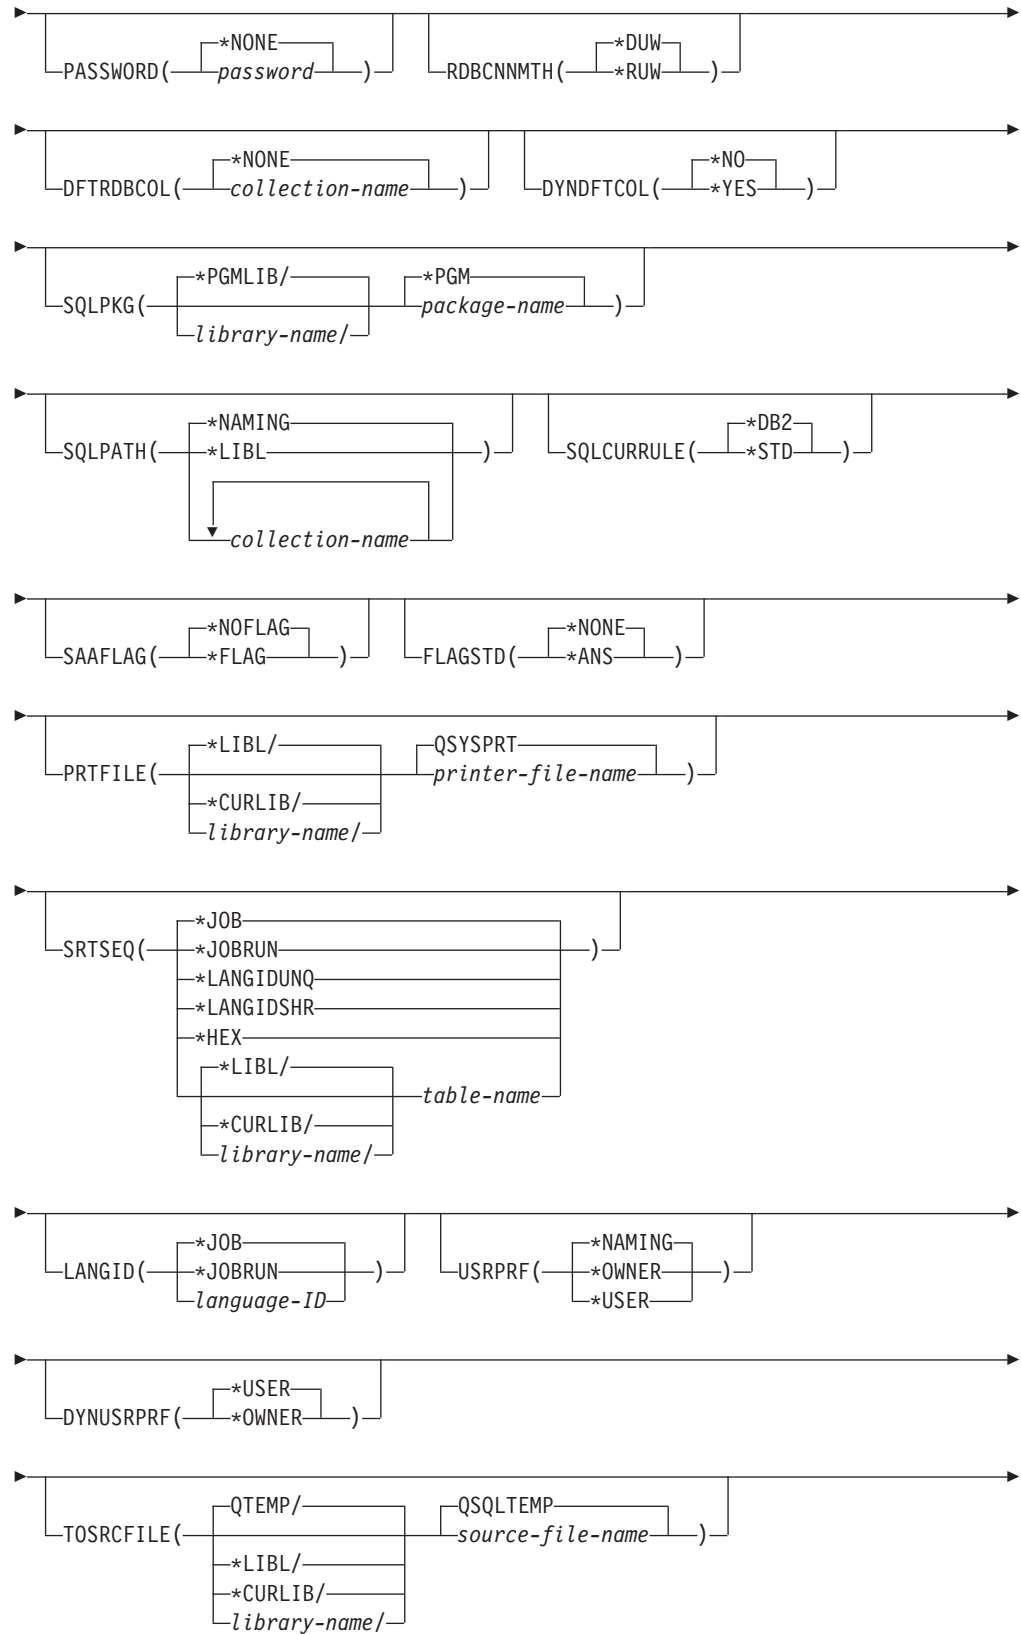 *NONE *DUW
PASSWORD( password ) RDBCNNMTH( *RUW )
*NONE *NO
DFTRDBCOL( collection-name ) DYNDFTCOL( *YES )
*PGMLIB/ *PGM
SQLPKG( package-name )
library-name/
*NAMING *DB2
SQLPATH( *LIBL ) SQLCURRULE( *STD )
collection-name
*NOFLAG *NONE
SAAFLAG( *FLAG ) FLAGSTD( *ANS )
*LIBL/ QSYSPRT
PRTFILE( printer-file-name )
*CURLIB/
library-name/
*JOB
SRTSEQ( *JOBRUN )
*LANGIDUNQ
*LANGIDSHR
*HEX
*LIBL/
table-name
*CURLIB/
library-name/
*JOB *NAMING
LANGID( *JOBRUN ) USRPRF( *OWNER )
language-ID *USER
*USER
DYNUSRPRF( *OWNER )
QTEMP/ QSQLTEMP
TOSRCFILE( source-file-name )
*LIBL/
*CURLIB/
library-name/